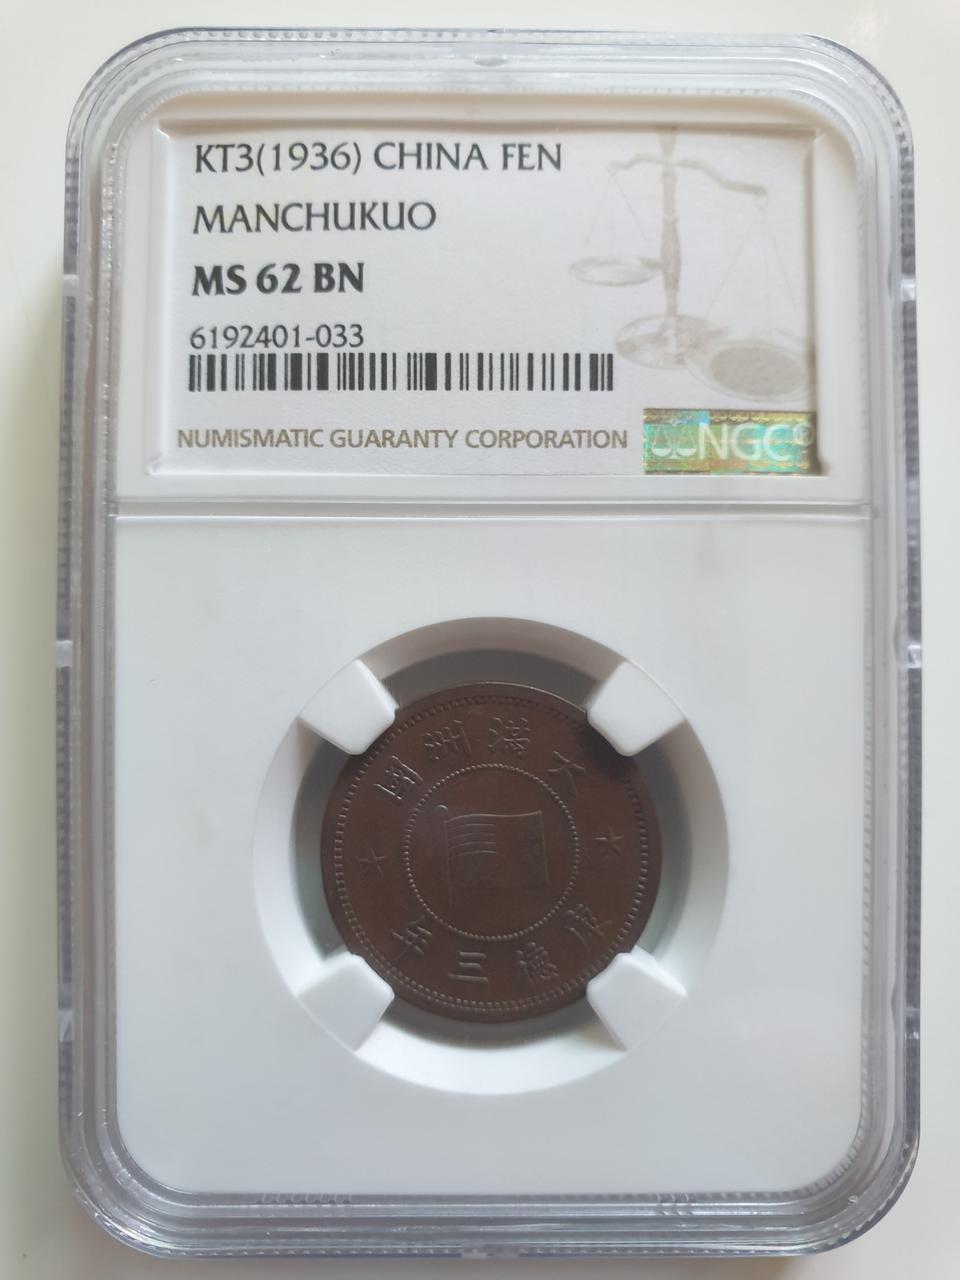 KT3(1936) CHINA FEN
MANCHUKUO
MS 62 BN
6192401-033
NUMISMATIC GUARANTY CORPORATION
NGC®
大滿洲國
康德三年